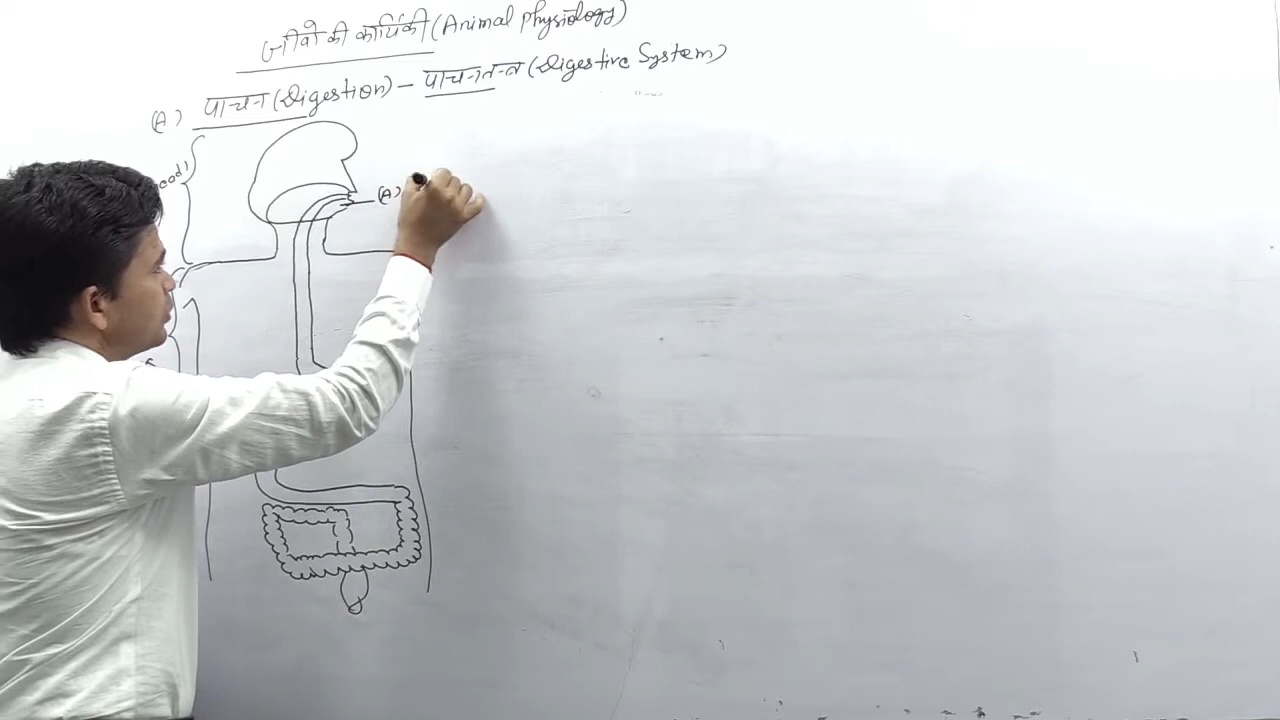 जीवो की कार्यिकी (Animal Physiology)
(A) पाचन (Digestion) - पाचनतन्त्र (Digestive System)
(A)